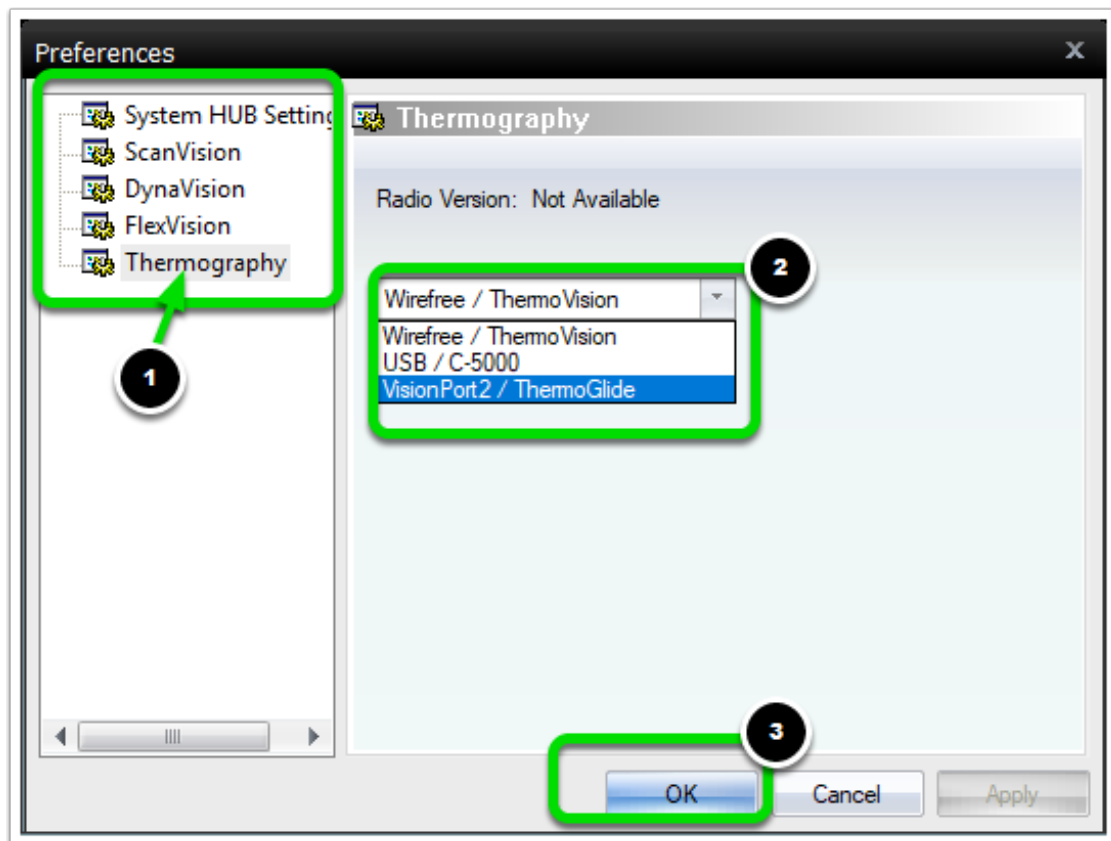 Preferences
x
System HUB Setting
ScanVision
DynaVision
FlexVision
Thermography
1
Thermography
Radio Version: Not Available
2
Wirefree / ThermoVision
Wirefree / ThermoVision
USB / C-5000
VisionPort2 / ThermoGlide
3
OK
Cancel
Apply